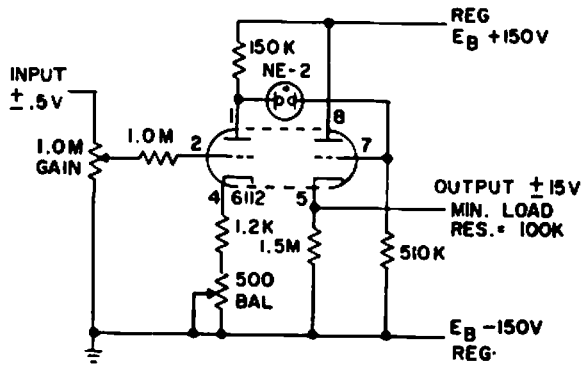 REG
E_B +150V
150K
NE-2
INPUT
± .5V
1
8
1.0M
GAIN
1.0M
2
7
4
6112
5
OUTPUT ±15V
MIN. LOAD
RES. = 100K
1.2K
1.5M
510K
500
BAL
E_B -150V
REG.